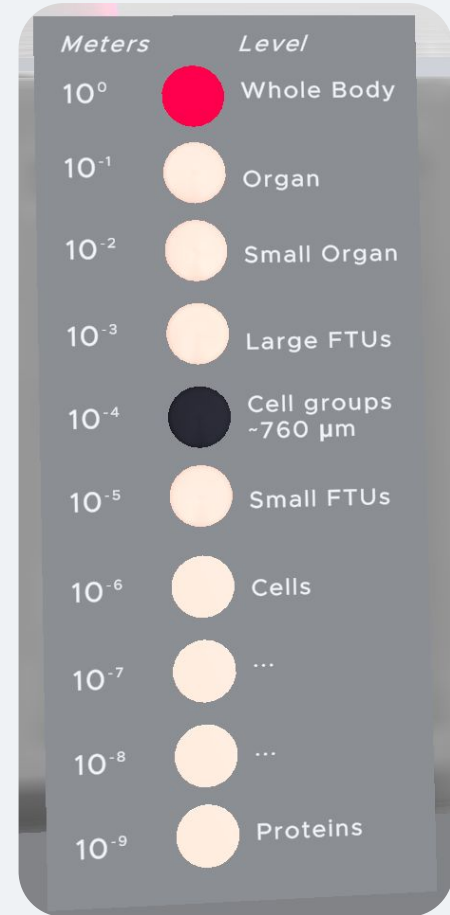 Meters Level
10⁰ Whole Body
10⁻¹ Organ
10⁻² Small Organ
10⁻³ Large FTUs
10⁻⁴ Cell groups
~760 µm
10⁻⁵ Small FTUs
10⁻⁶ Cells
10⁻⁷ ...
10⁻⁸ ...
10⁻⁹ Proteins